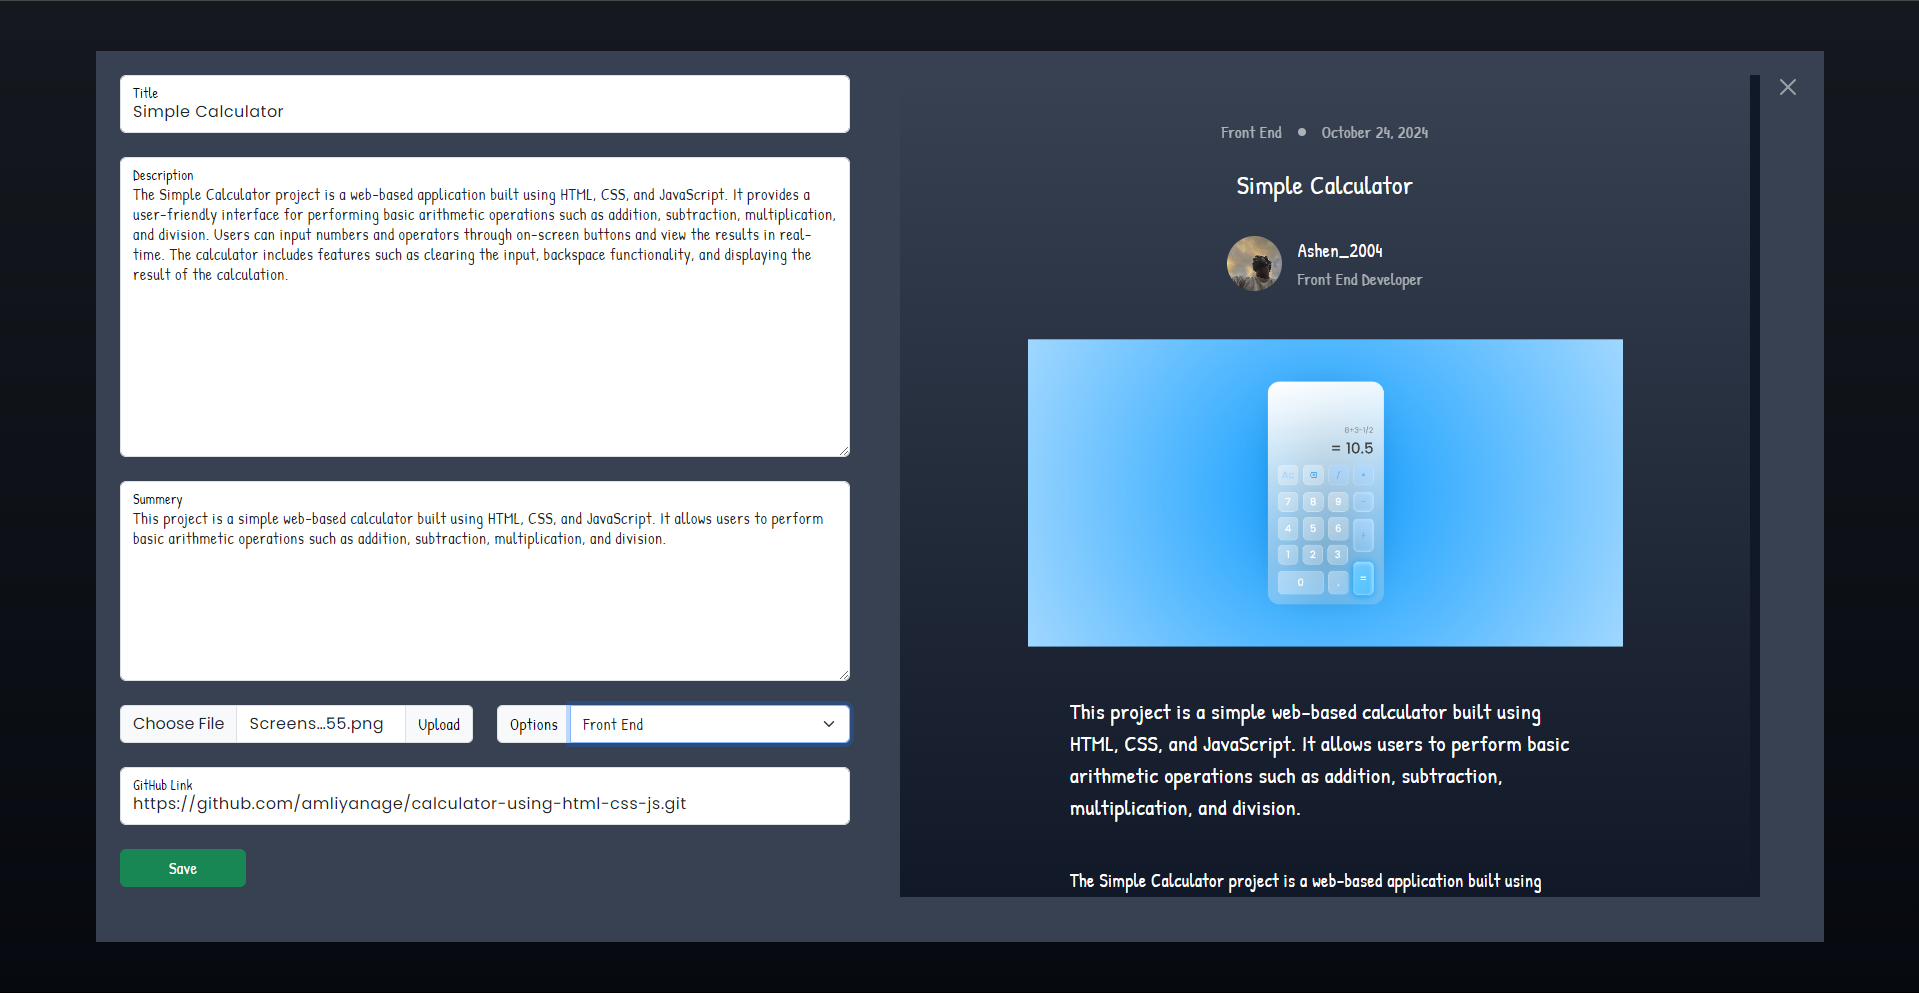 Title
Simple Calculator
Description
The Simple Calculator project is a web-based application built using HTML, CSS, and JavaScript. It provides a
user-friendly interface for performing basic arithmetic operations such as addition, subtraction, multiplication,
and division. Users can input numbers and operators through on-screen buttons and view the results in real-
time. The calculator includes features such as clearing the input, backspace functionality, and displaying the
result of the calculation.
Summery
This project is a simple web-based calculator built using HTML, CSS, and JavaScript. It allows users to perform
basic arithmetic operations such as addition, subtraction, multiplication, and division.
Choose File Screens...55.png Upload Options Front End
GitHub Link
https://github.com/amliyanage/calculator-using-html-css-js.git
Save
Front End • October 24, 2024
Simple Calculator
Ashen_2004
Front End Developer
8+3-1/2
= 10.5
Ac /
7 8 9 -
4 5 6 +
1 2 3
0 . =
This project is a simple web-based calculator built using
HTML, CSS, and JavaScript. It allows users to perform basic
arithmetic operations such as addition, subtraction,
multiplication, and division.
The Simple Calculator project is a web-based application built using